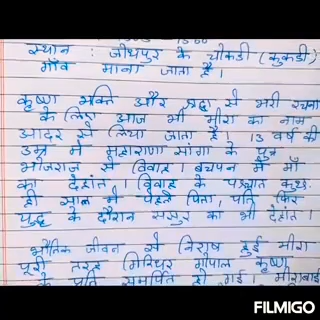 स्थान : जोधपुर के चोकडी (कुकडी)
गाँव माना जाता है।
कृष्ण भक्ति और से भरी रचना
के लिए आज भी मीरा का नाम
आदर से लिया जाता है। 13 वर्ष की
उम्र में महाराणा सांगा के पुत्र
भोजराज से विवाह। बचपन में माँ
का देहांत। विवाह के पश्चात कुछ
ही साल में पहले पिता, पति फिर
युद्ध के दौरान ससुर का भी देहांत।
भौतिक जीवन से निराष हुई मीरा
पूरी तरह गिरिधर गोपाल कृष्ण
के प्रति समर्पित हो गई। मीराबाई
FILMIGO